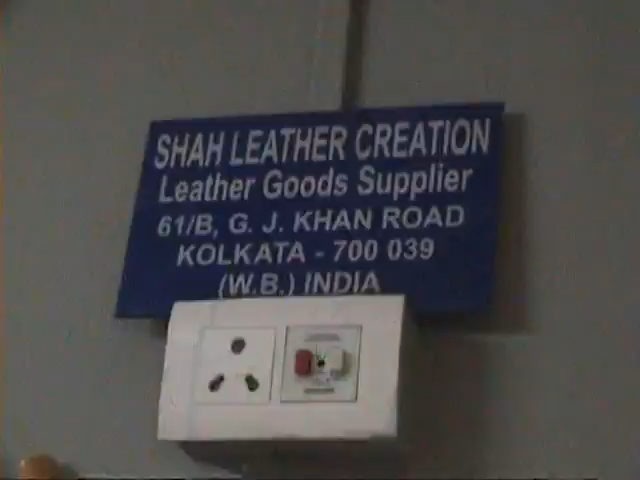 SHAH LEATHER CREATION
Leather Goods Supplier
61/B, G. J. KHAN ROAD
KOLKATA - 700 039
(W.B.) INDIA